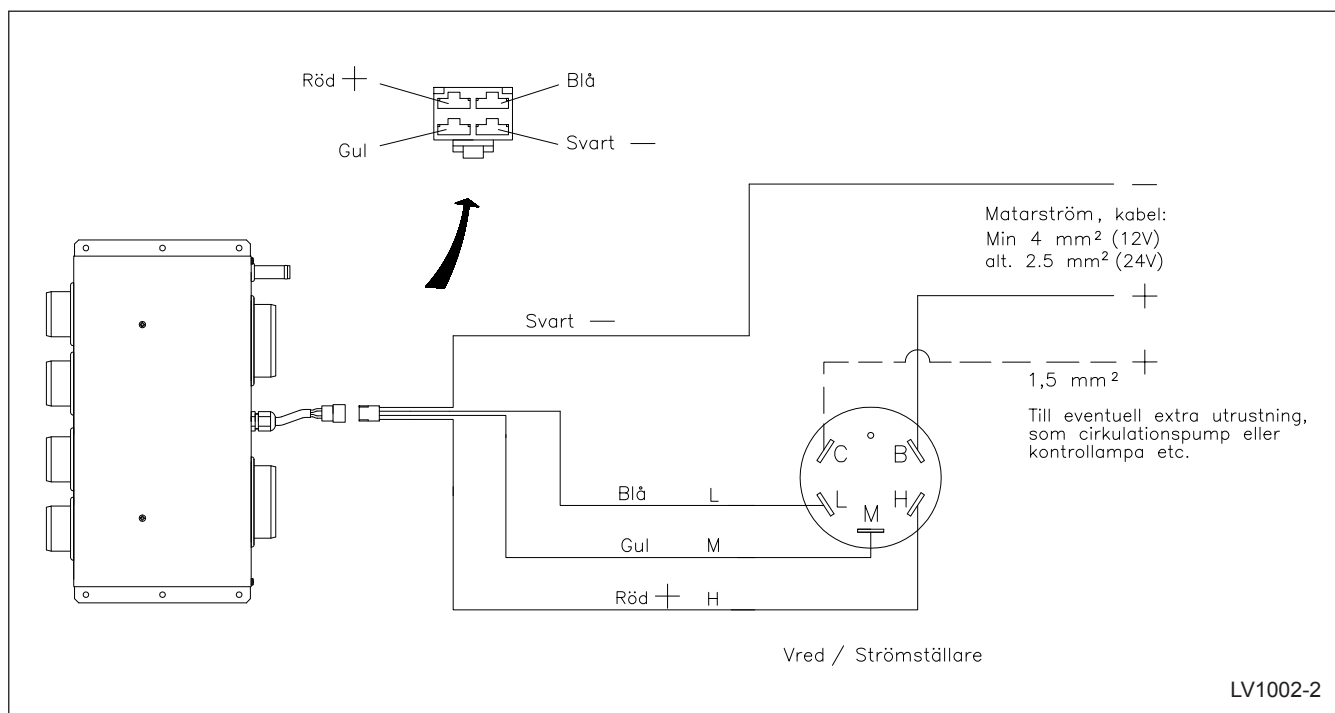 Röd +
Blå
Gul
Svart —
—
Matarström, kabel:
Min 4 mm² (12V)
alt. 2.5 mm² (24V)
+
Svart —
+
1,5 mm²
Till eventuell extra utrustning,
som cirkulationspump eller
kontrollampa etc.
C B
L H
M
Blå L
Gul M
Röd + H
Vred / Strömställare
LV1002-2